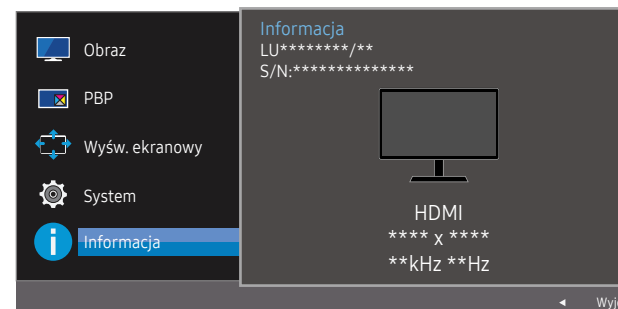 Obraz
PBP
Wyśw. ekranowy
System
Informacja
Informacja
LU********/**
S/N:**************
HDMI
**** x ****
**kHz **Hz